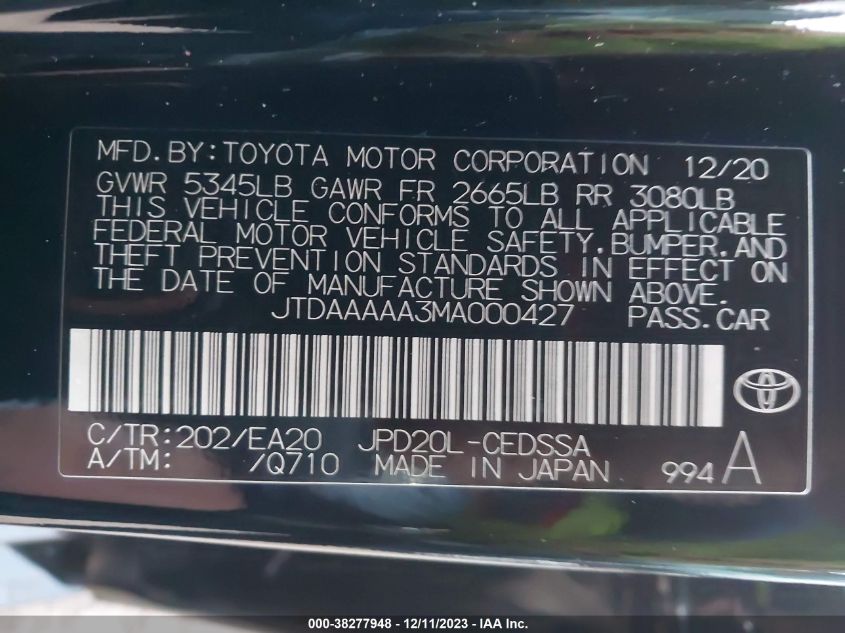 MFD.BY:TOYOTA MOTOR CORPORATION 12/20
GVWR 5345LB GAWR FR 2665LB RR 3080LB
THIS VEHICLE CONFORMS TO ALL APPLICABLE
FEDERAL MOTOR VEHICLE SAFETY,BUMPER,AND
THEFT PREVENTION STANDARDS IN EFFECT ON
THE DATE OF MANUFACTURE SHOWN ABOVE.
JTDAAAAA3MA000427 PASS.CAR
C/TR:202/EA20 JPD20L-CEDSSA
A/TM: /Q710 MADE IN JAPAN 994 A
000-38277948 - 12/11/2023 - IAA Inc.